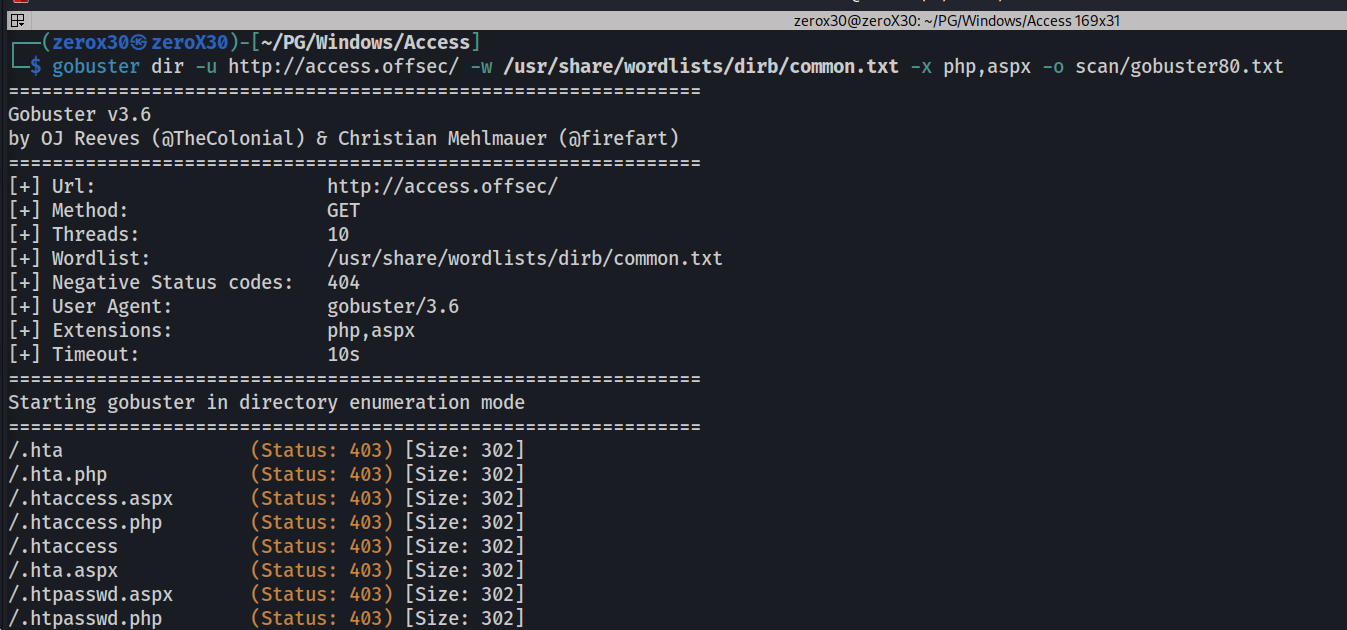 zerox30@zeroX30: ~/PG/Windows/Access 169x31
┌──(zerox30㉿zeroX30)-[~/PG/Windows/Access]
└─$ gobuster dir -u http://access.offsec/ -w /usr/share/wordlists/dirb/common.txt -x php,aspx -o scan/gobuster80.txt
===============================================================
Gobuster v3.6
by OJ Reeves (@TheColonial) & Christian Mehlmauer (@firefart)
===============================================================
[+] Url:                     http://access.offsec/
[+] Method:                  GET
[+] Threads:                 10
[+] Wordlist:                /usr/share/wordlists/dirb/common.txt
[+] Negative Status codes:   404
[+] User Agent:              gobuster/3.6
[+] Extensions:              php,aspx
[+] Timeout:                 10s
===============================================================
Starting gobuster in directory enumeration mode
===============================================================
/.hta                 (Status: 403) [Size: 302]
/.hta.php             (Status: 403) [Size: 302]
/.htaccess.aspx       (Status: 403) [Size: 302]
/.htaccess.php        (Status: 403) [Size: 302]
/.htaccess            (Status: 403) [Size: 302]
/.hta.aspx            (Status: 403) [Size: 302]
/.htpasswd.aspx       (Status: 403) [Size: 302]
/.htpasswd.php        (Status: 403) [Size: 302]